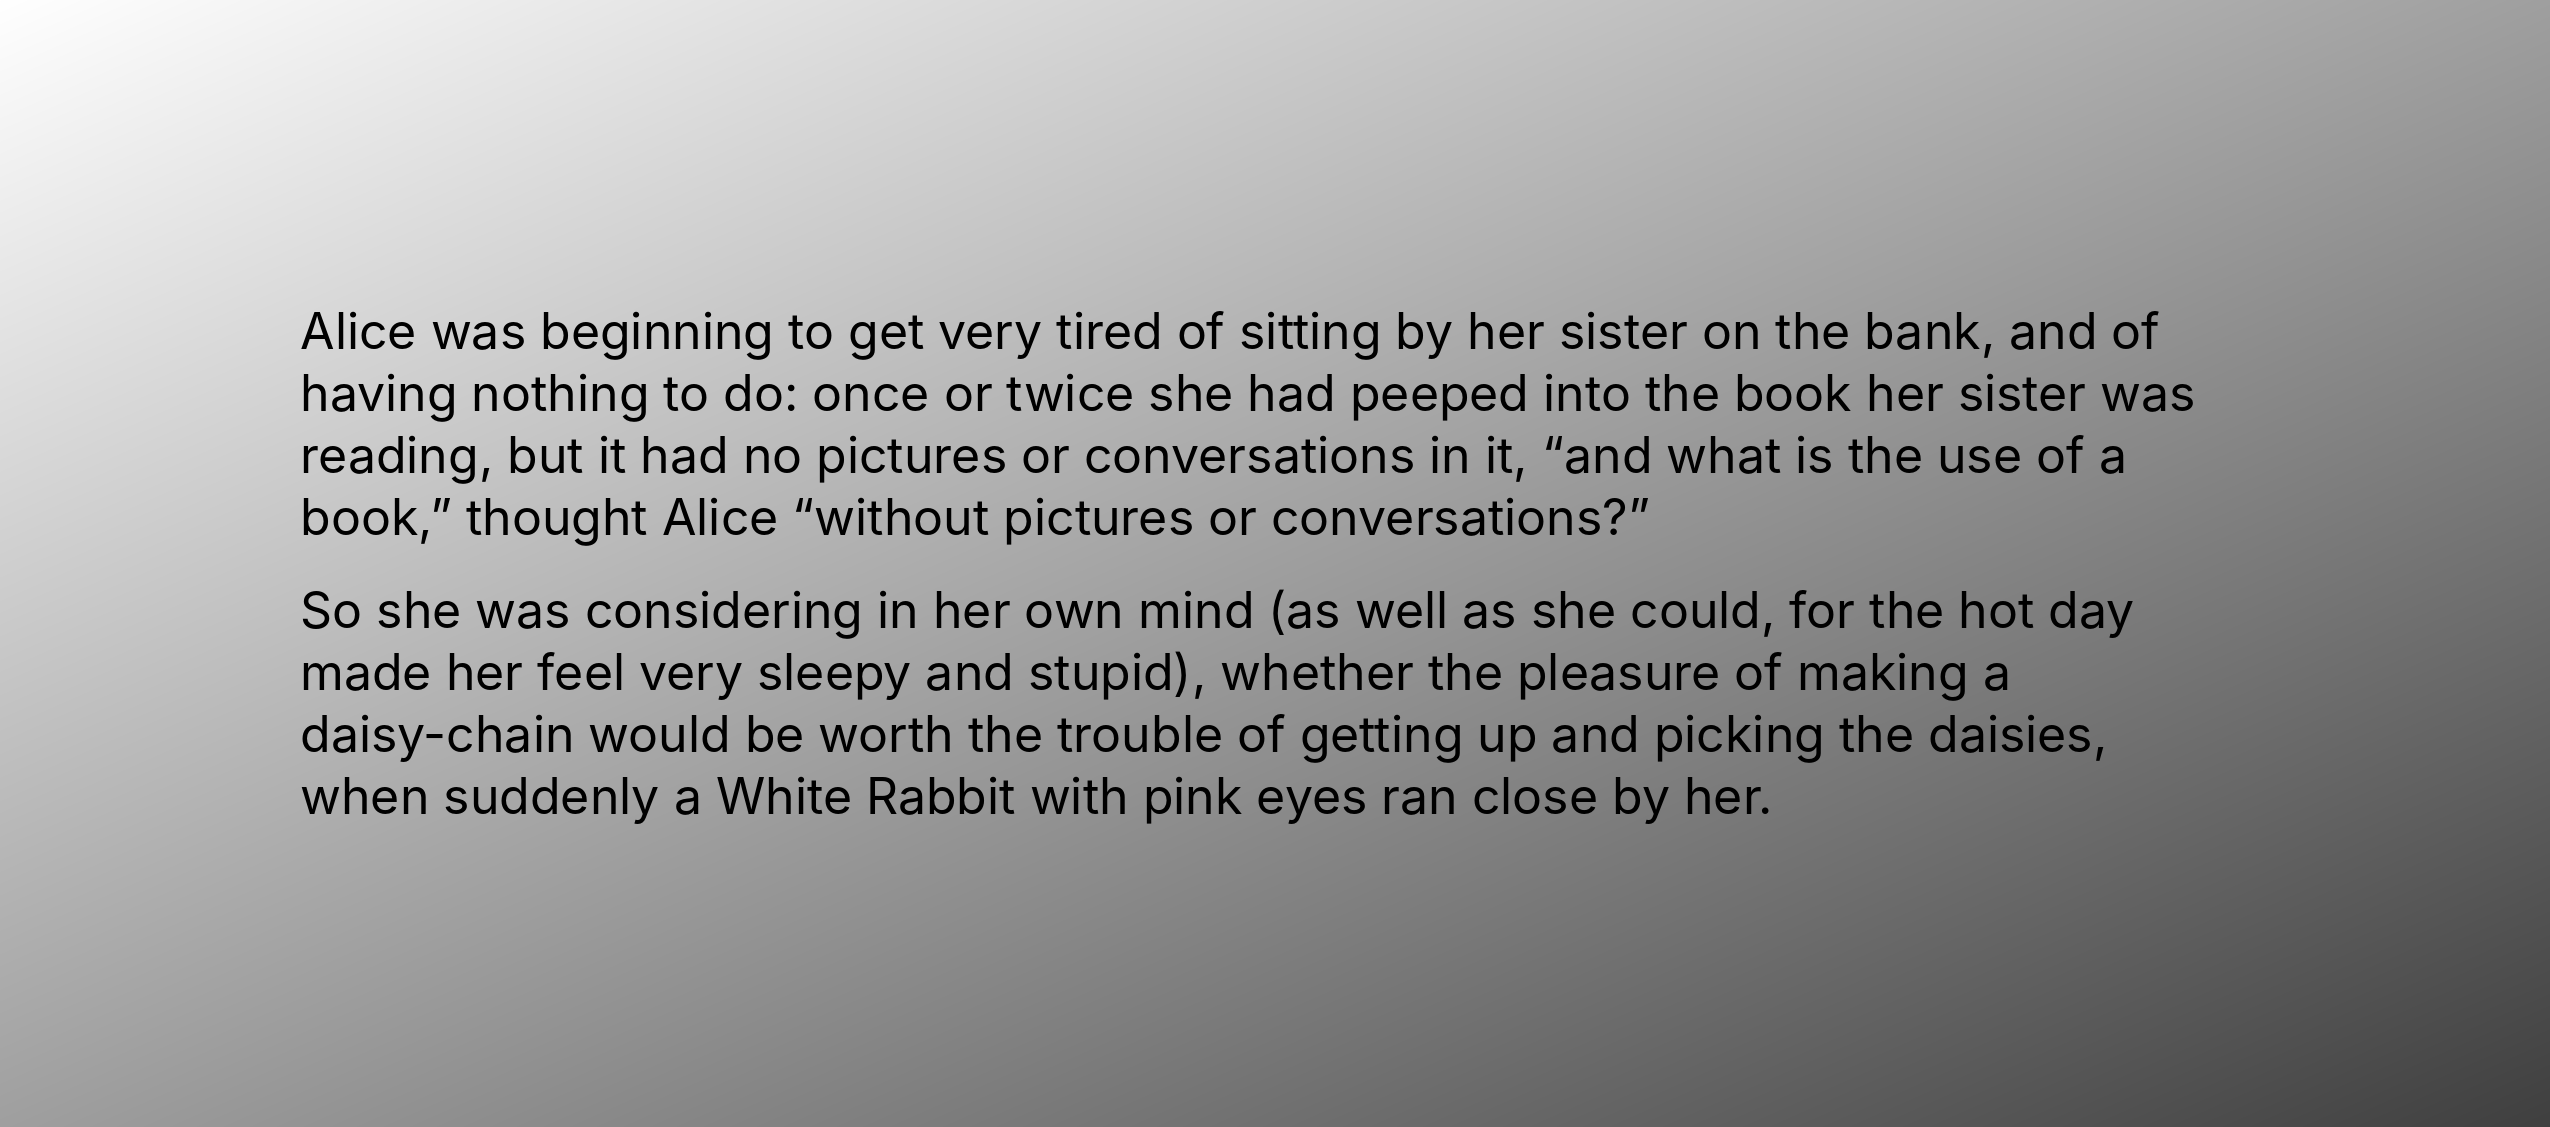 Alice was beginning to get very tired of sitting by her sister on the bank, and of
having nothing to do: once or twice she had peeped into the book her sister was
reading, but it had no pictures or conversations in it, “and what is the use of a
book,” thought Alice “without pictures or conversations?”
So she was considering in her own mind (as well as she could, for the hot day
made her feel very sleepy and stupid), whether the pleasure of making a
daisy-chain would be worth the trouble of getting up and picking the daisies,
when suddenly a White Rabbit with pink eyes ran close by her.